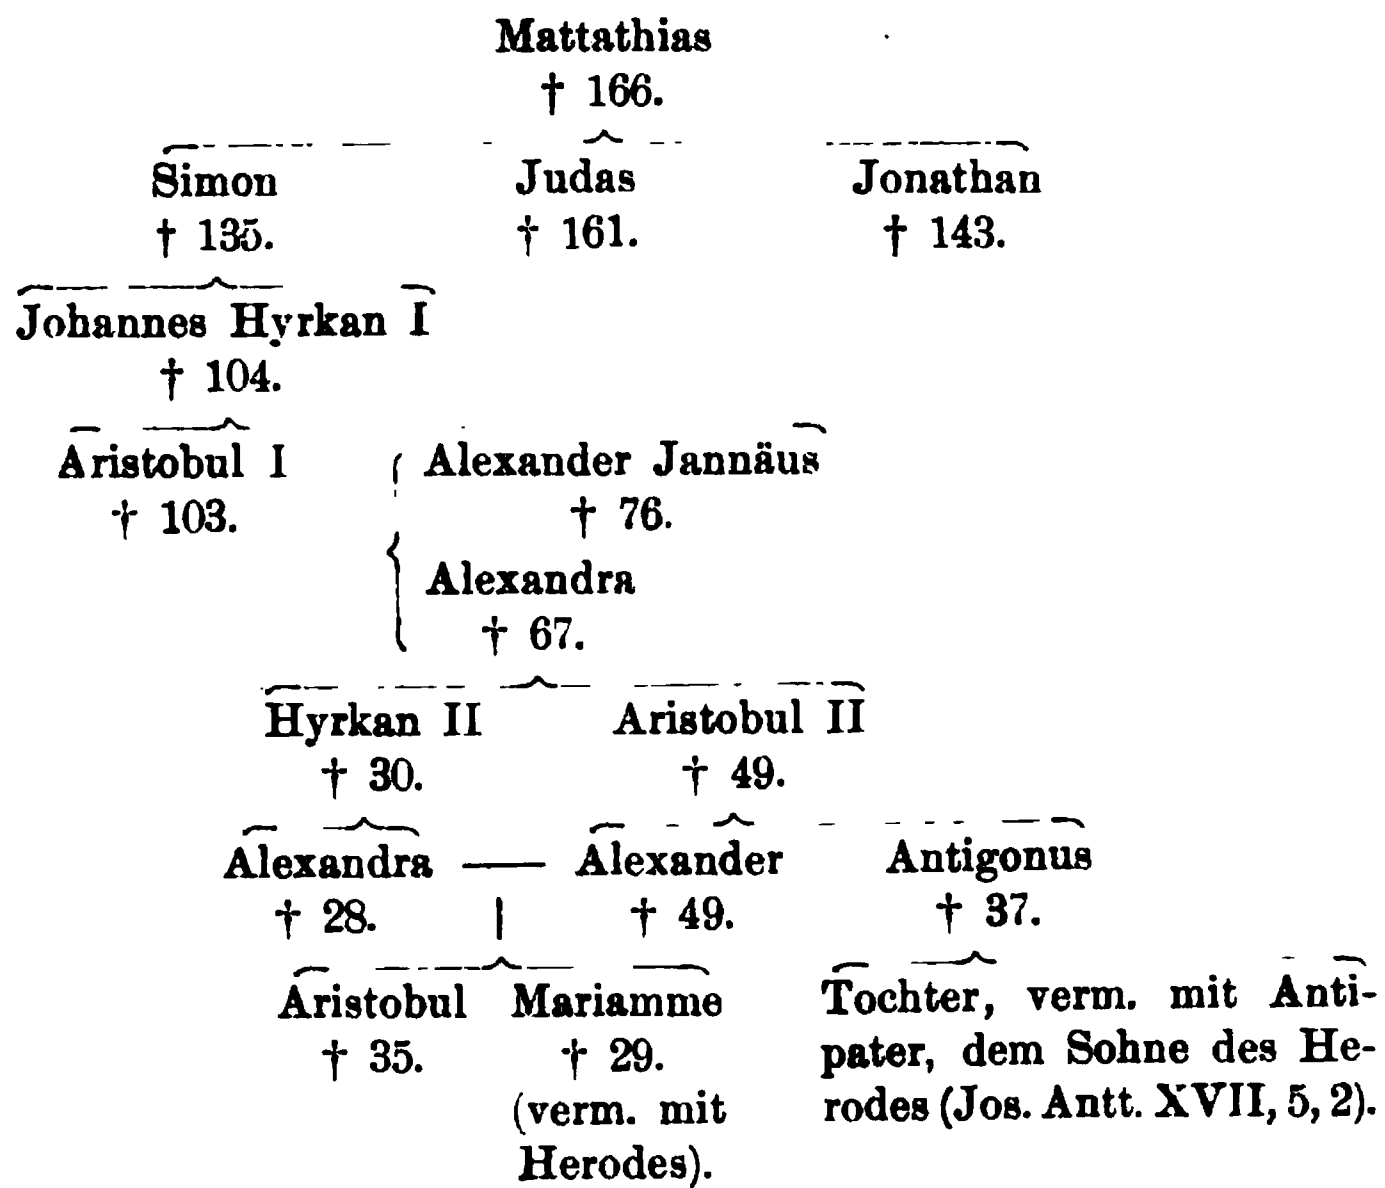 Mattathias
† 166.
Simon Judas Jonathan
† 135. † 161. † 143.
Johannes Hyrkan I
† 104.
Aristobul I Alexander Jannäus
† 103. † 76.
Alexandra
† 67.
Hyrkan II Aristobul II
† 30. † 49.
Alexandra — Alexander Antigonus
† 28. † 49. † 37.
Aristobul Mariamme Tochter, verm. mit Anti-
† 35. † 29. pater, dem Sohne des He-
(verm. mit rodes (Jos. Antt. XVII, 5, 2).
Herodes).